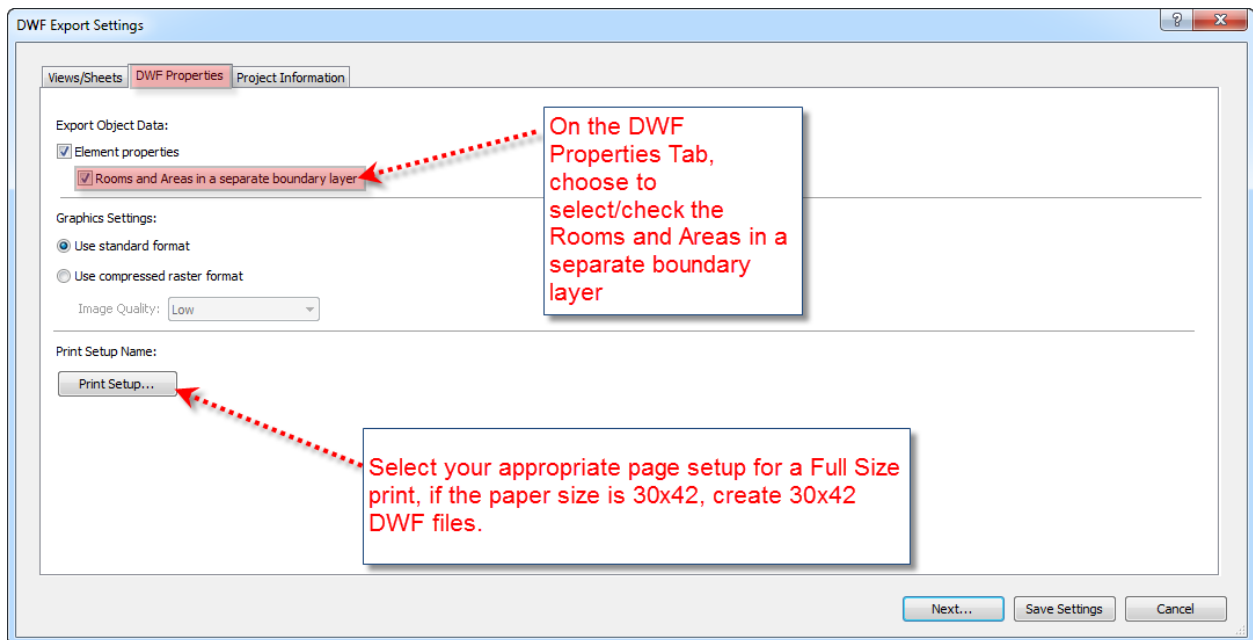 DWF Export Settings
Views/Sheets DWF Properties Project Information
Export Object Data:
Element properties
Rooms and Areas in a separate boundary layer
On the DWF
Properties Tab,
choose to
select/check the
Rooms and Areas in a
separate boundary
layer
Graphics Settings:
Use standard format
Use compressed raster format
Image Quality: Low
Print Setup Name:
Print Setup...
Select your appropriate page setup for a Full Size
print, if the paper size is 30x42, create 30x42
DWF files.
Next... Save Settings Cancel